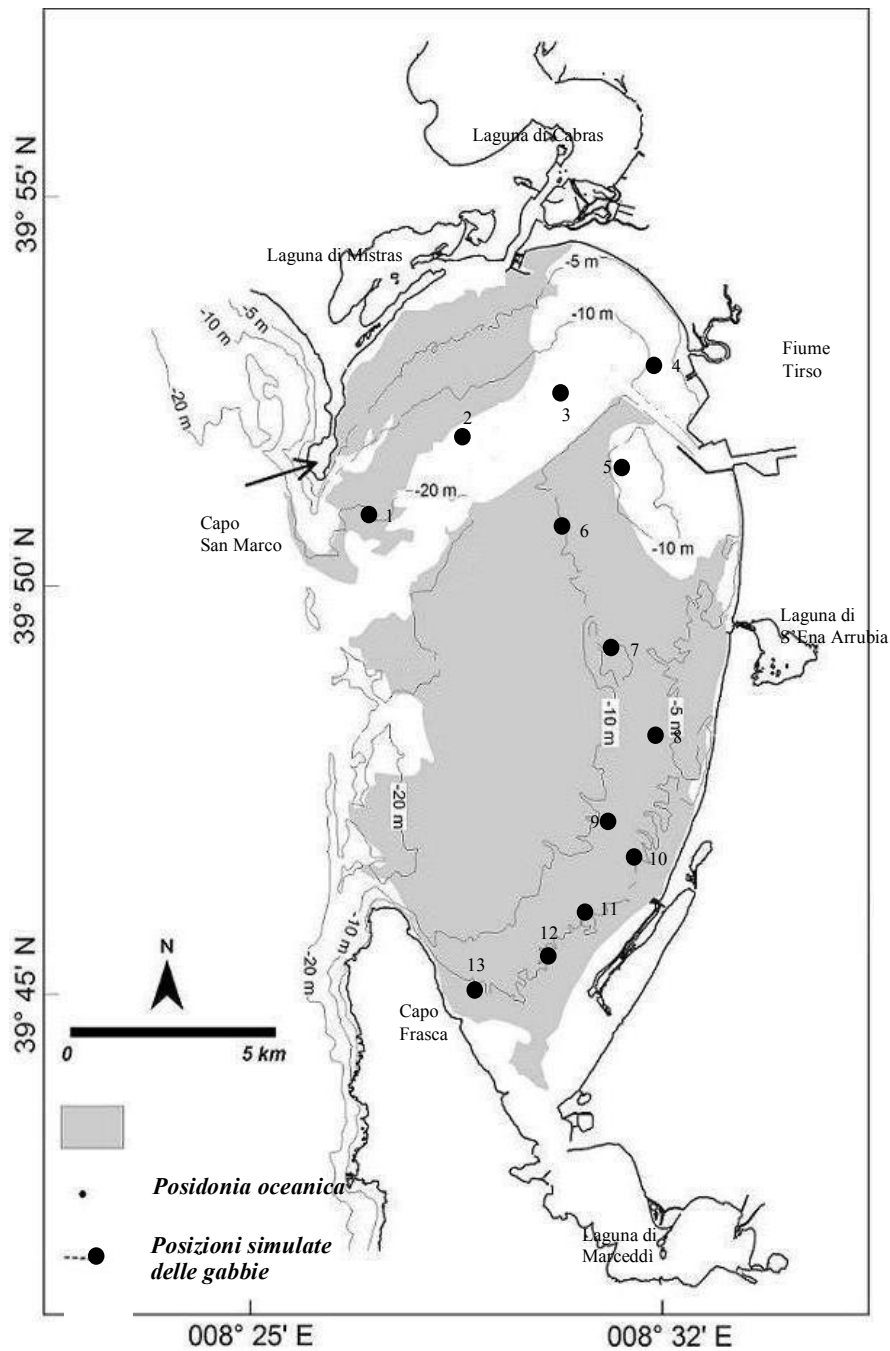 Laguna di Cabras
39° 55' N
Laguna di Mistras
-5 m
-10 m
-5 m
-10 m
-20 m
Fiume
Tirso
4
3
2
5
-20 m
1
6
Capo
San Marco
-10 m
39° 50' N
Laguna di
S'Ena Arrubia
7
-10 m
-5 m
8
-20 m
9
10
11
12
-10 m
-20 m
13
39° 45' N
N
Capo
Frasca
0 5 km
Posidonia oceanica
Posizioni simulate
delle gabbie
Laguna di
Marceddì
008° 25' E
008° 32' E